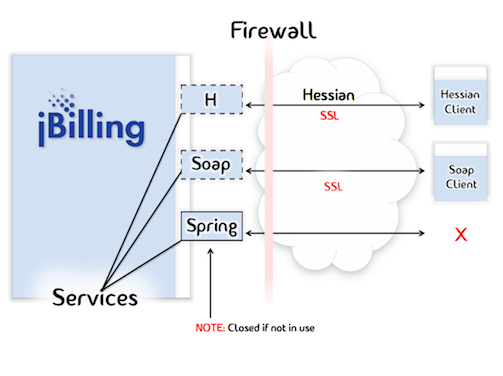 Firewall
jBilling
H
Hessian
SSL
Hessian
Client
Soap
SSL
Soap
Client
Spring
X
Services
NOTE: Closed if not in use